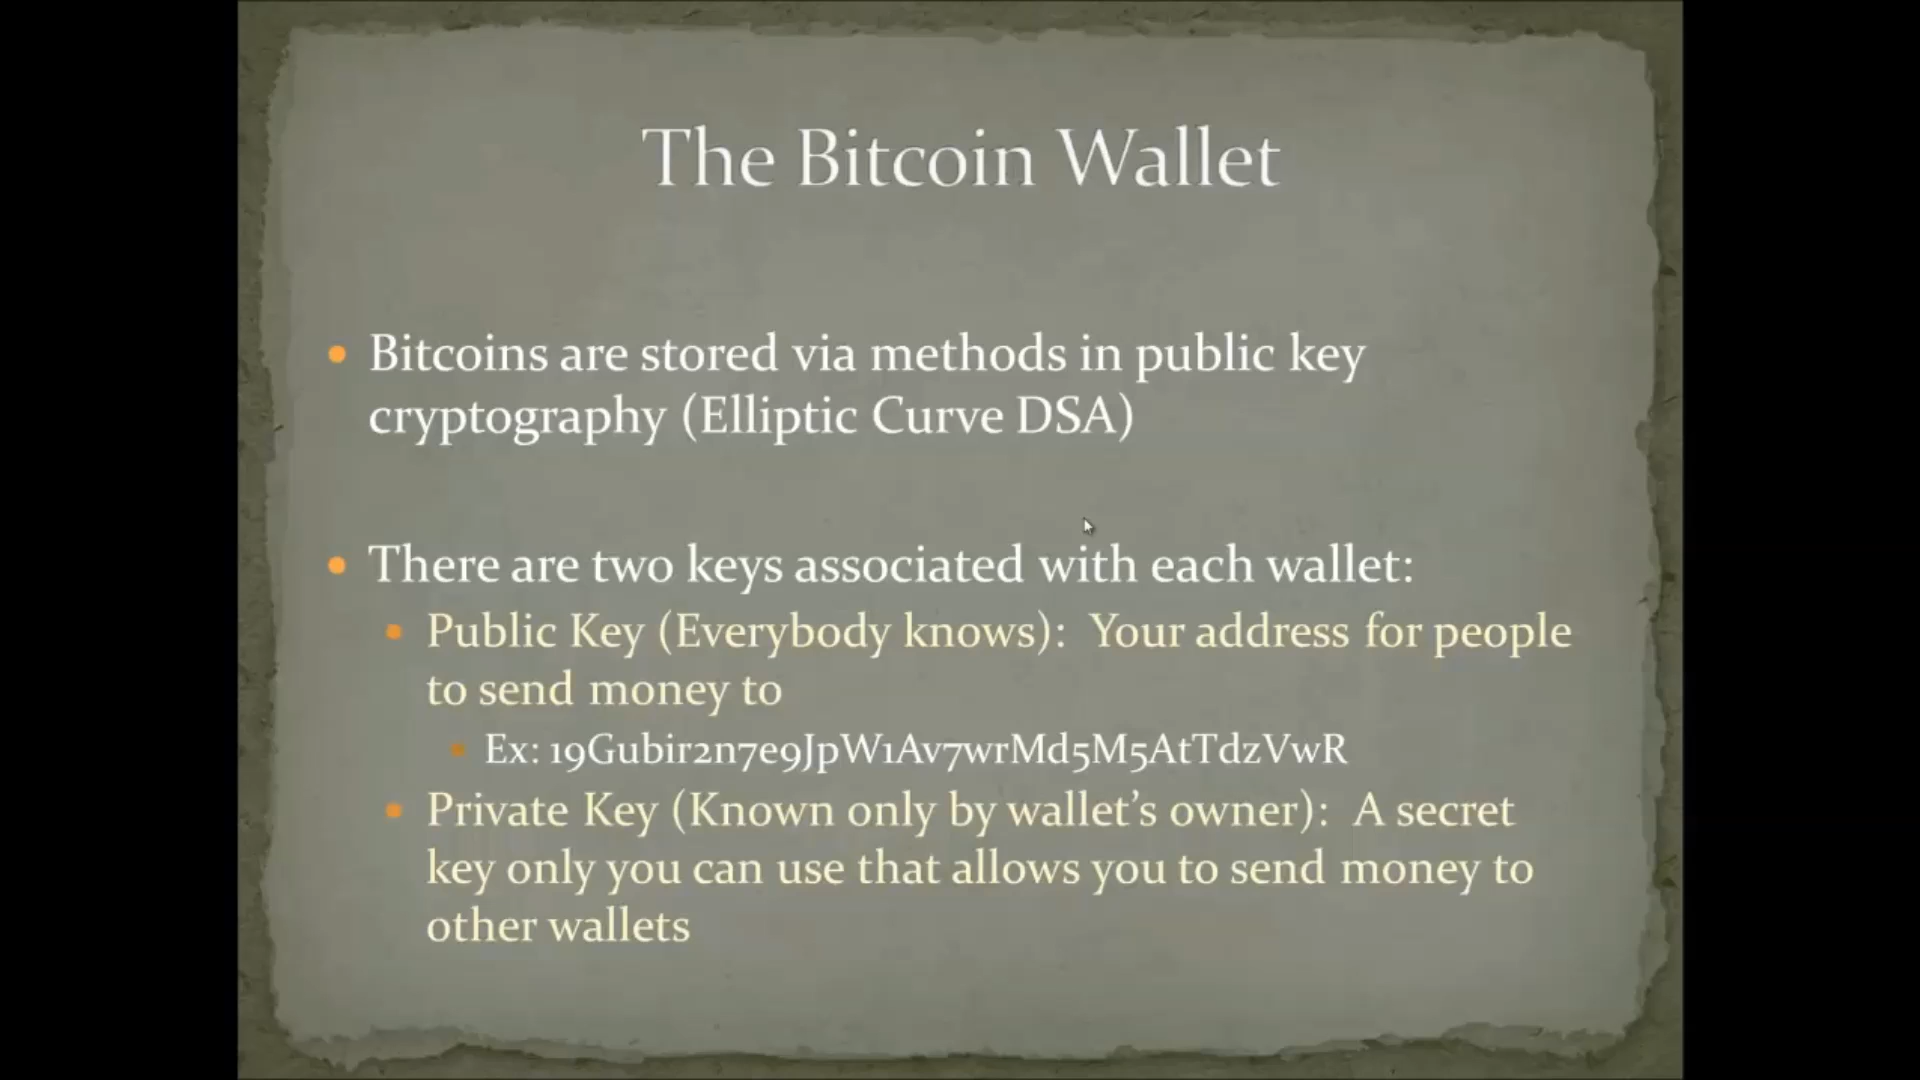 The Bitcoin Wallet
• Bitcoins are stored via methods in public key
cryptography (Elliptic Curve DSA)
• There are two keys associated with each wallet:
• Public Key (Everybody knows):  Your address for people
to send money to
• Ex: 19Gubir2n7e9JpW1Av7wrMd5M5AtTdzVwR
• Private Key (Known only by wallet’s owner):  A secret
key only you can use that allows you to send money to
other wallets